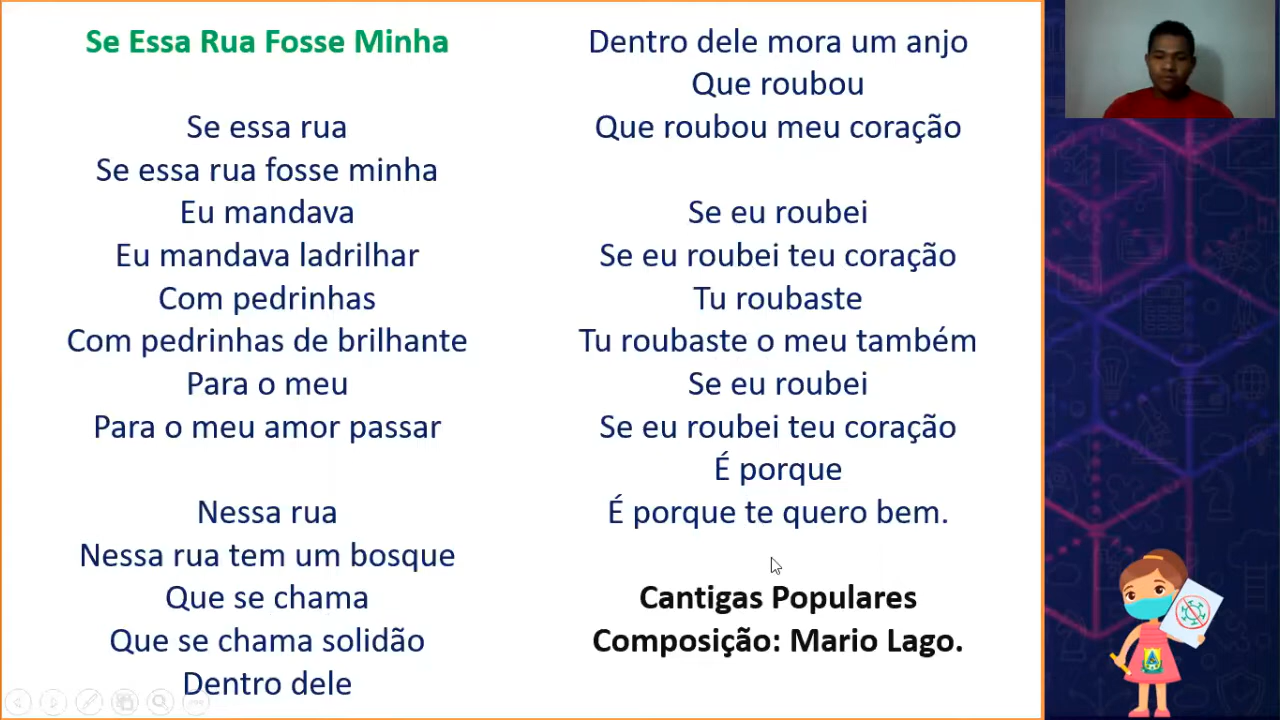 Se Essa Rua Fosse Minha
Se essa rua
Se essa rua fosse minha
Eu mandava
Eu mandava ladrilhar
Com pedrinhas
Com pedrinhas de brilhante
Para o meu
Para o meu amor passar
Nessa rua
Nessa rua tem um bosque
Que se chama
Que se chama solidão
Dentro dele
Dentro dele mora um anjo
Que roubou
Que roubou meu coração
Se eu roubei
Se eu roubei teu coração
Tu roubaste
Tu roubaste o meu também
Se eu roubei
Se eu roubei teu coração
É porque
É porque te quero bem.
Cantigas Populares
Composição: Mario Lago.